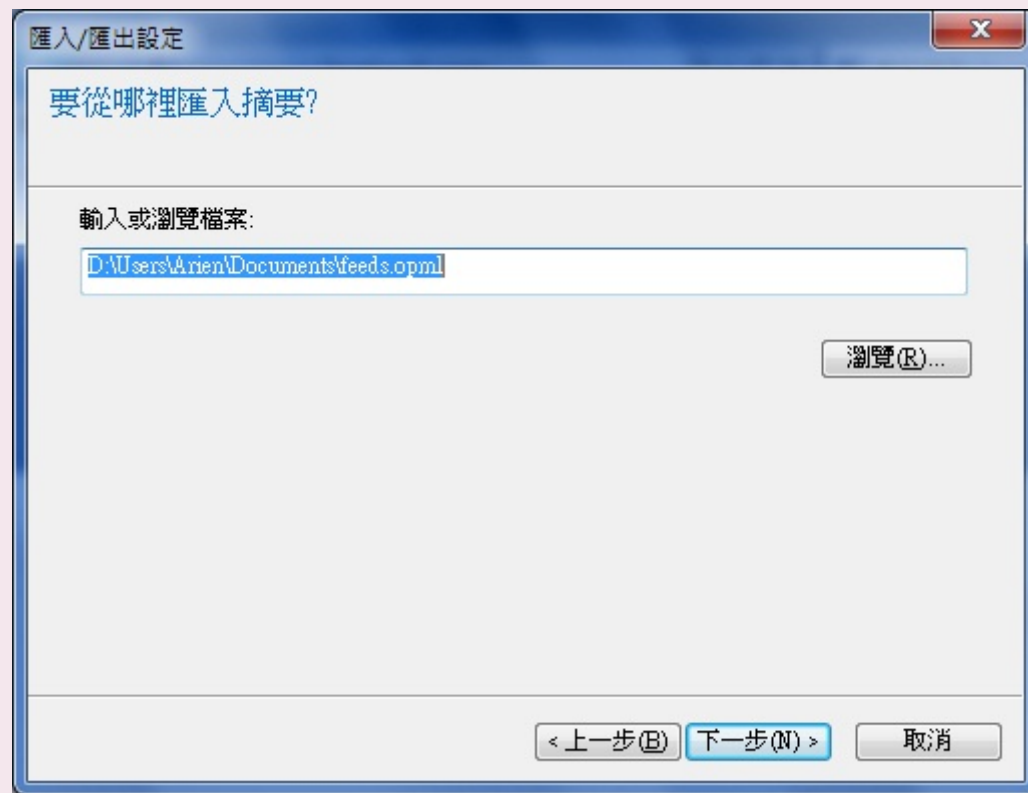 匯入/匯出設定
要從哪裡匯入摘要?
輸入或瀏覽檔案:
D:\Users\Arien\Documents\feeds.opml
瀏覽(R)...
< 上一步(B) 下一步(N) > 取消